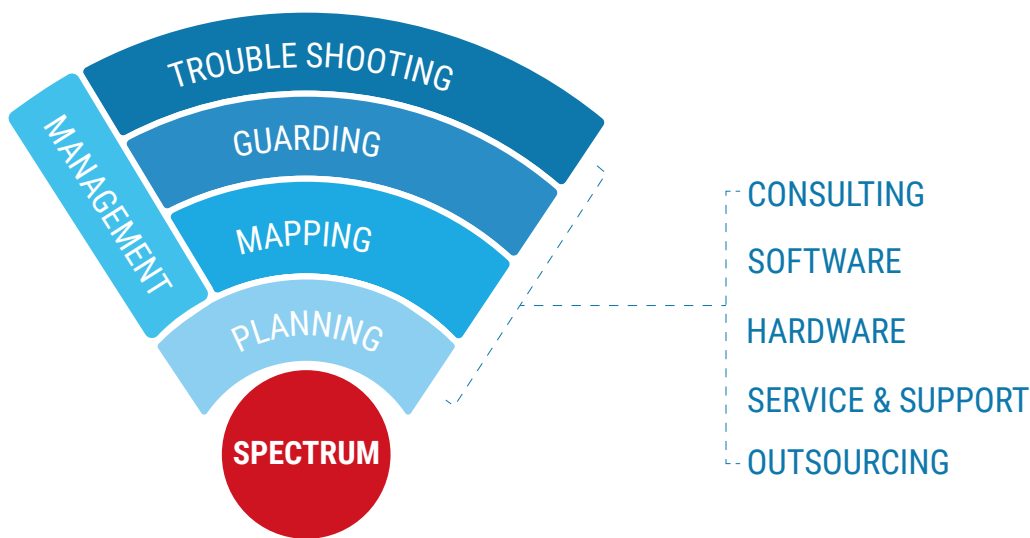 TROUBLE SHOOTING
GUARDING
MANAGEMENT
MAPPING
PLANNING
SPECTRUM
CONSULTING
SOFTWARE
HARDWARE
SERVICE & SUPPORT
OUTSOURCING